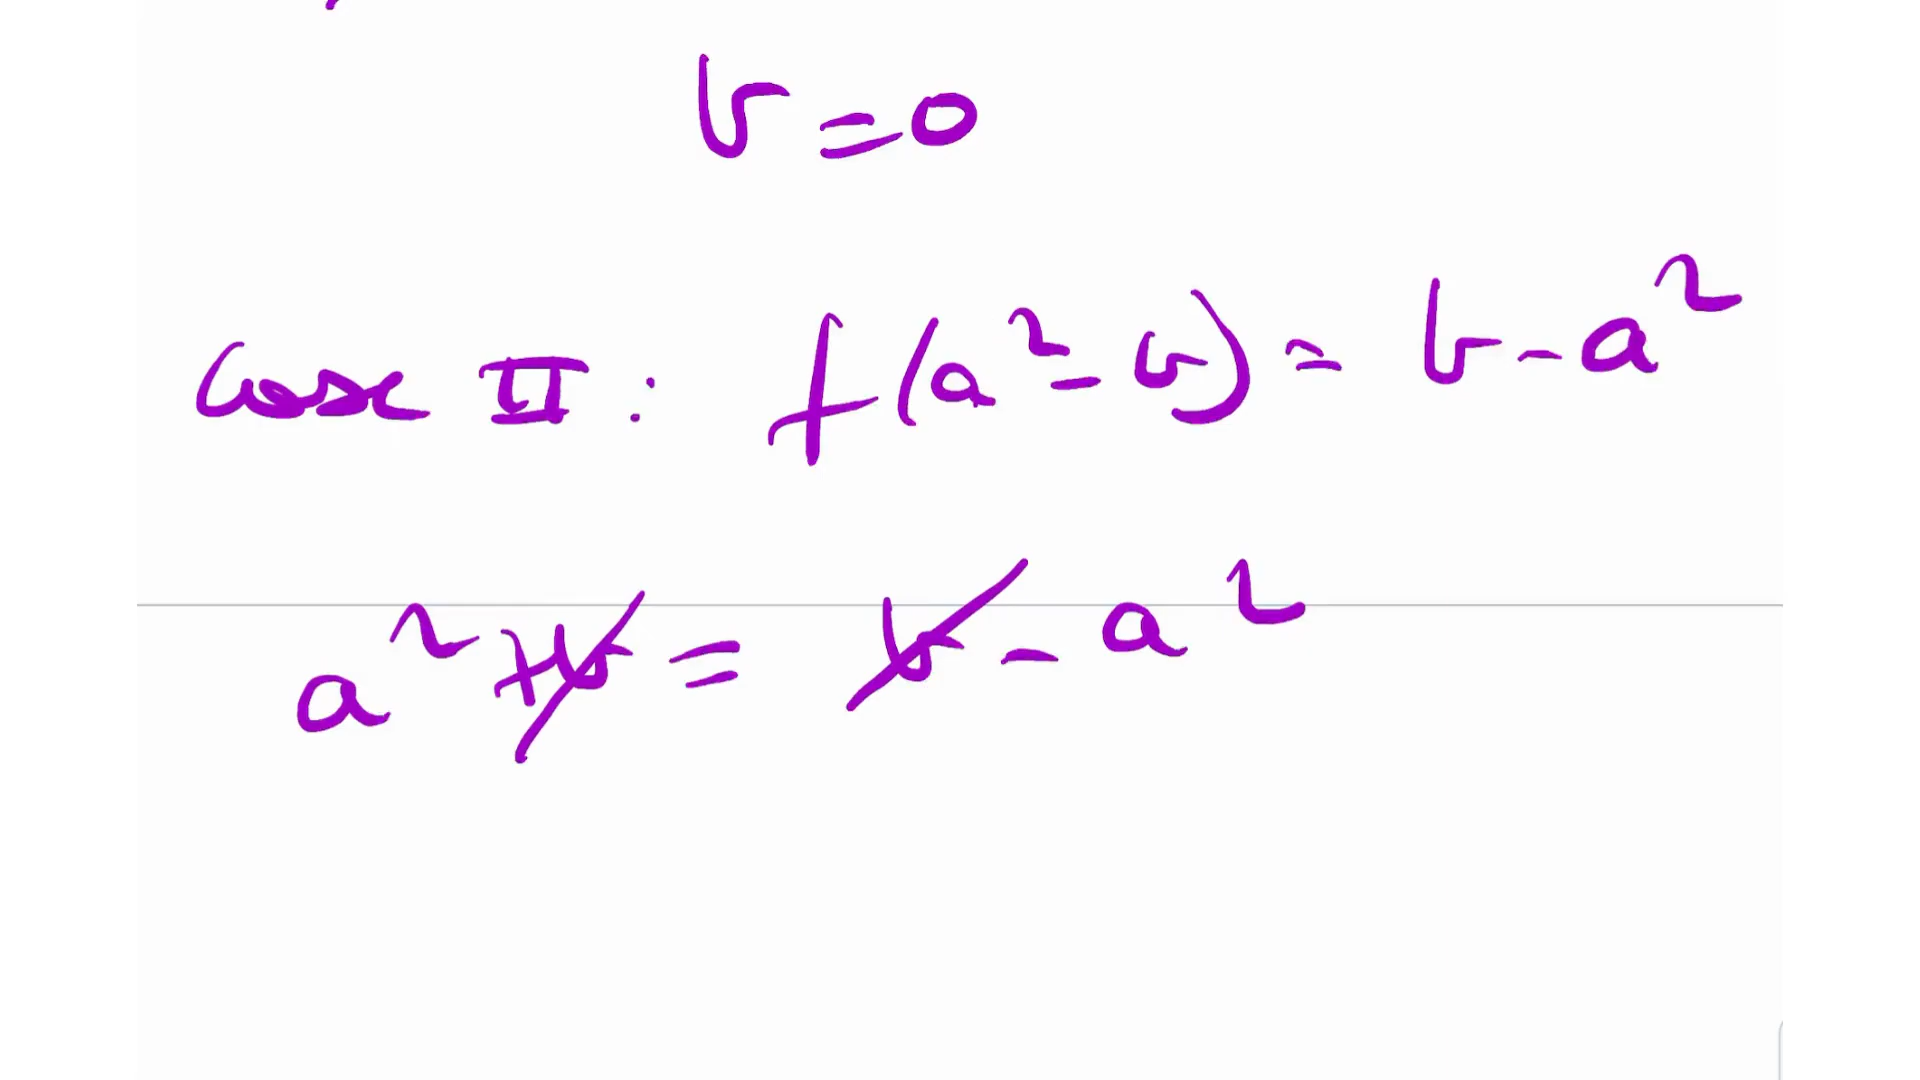 b=0
Case II: f(a²-b) = b-a²
a²+b = b-a²